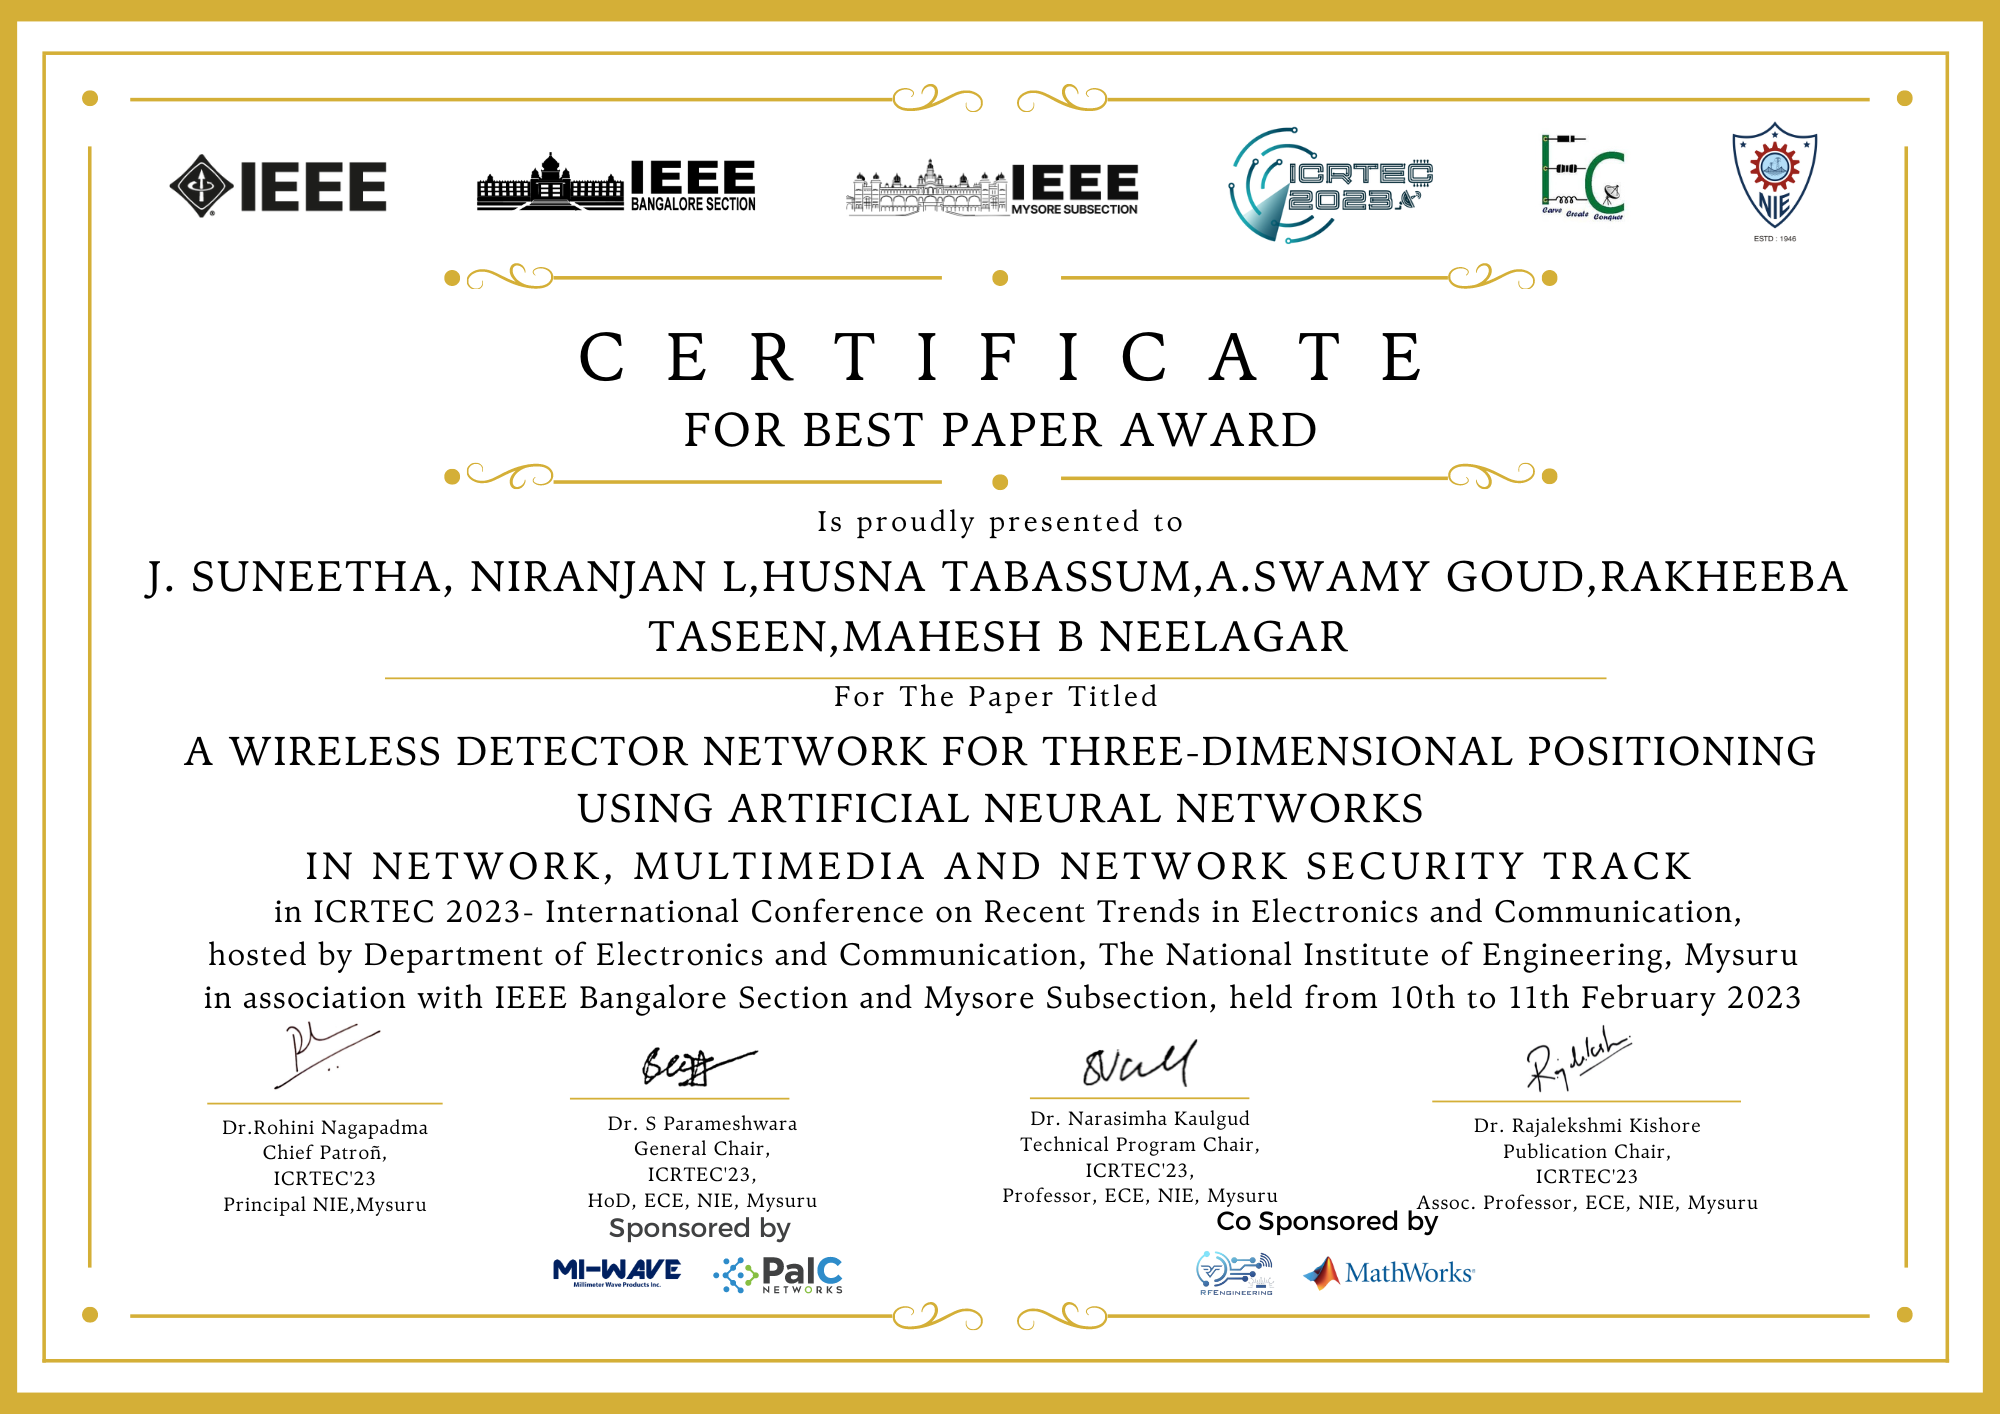 IEEE
IEEE
BANGALORE SECTION
IEEE
MYSORE SUBSECTION
ICRTEC
2023
EC
Carve Create Conquer
NIE
ESTD : 1946
CERTIFICATE
FOR BEST PAPER AWARD
Is proudly presented to
J. SUNEETHA, NIRANJAN L,HUSNA TABASSUM,A.SWAMY GOUD,RAKHEEBA
TASEEN,MAHESH B NEELAGAR
For The Paper Titled
A WIRELESS DETECTOR NETWORK FOR THREE-DIMENSIONAL POSITIONING
USING ARTIFICIAL NEURAL NETWORKS
IN NETWORK, MULTIMEDIA AND NETWORK SECURITY TRACK
in ICRTEC 2023- International Conference on Recent Trends in Electronics and Communication,
hosted by Department of Electronics and Communication, The National Institute of Engineering, Mysuru
in association with IEEE Bangalore Section and Mysore Subsection, held from 10th to 11th February 2023
Dr.Rohini Nagapadma
Chief Patroñ,
ICRTEC'23
Principal NIE,Mysuru
Dr. S Parameshwara
General Chair,
ICRTEC'23,
HoD, ECE, NIE, Mysuru
Dr. Narasimha Kaulgud
Technical Program Chair,
ICRTEC'23,
Professor, ECE, NIE, Mysuru
Dr. Rajalekshmi Kishore
Publication Chair,
ICRTEC'23
Assoc. Professor, ECE, NIE, Mysuru
Sponsored by
MI-WAVE
Millimeter Wave Products Inc.
PalC
NETWORKS
Co Sponsored by
RFENGINEERING
MathWorks